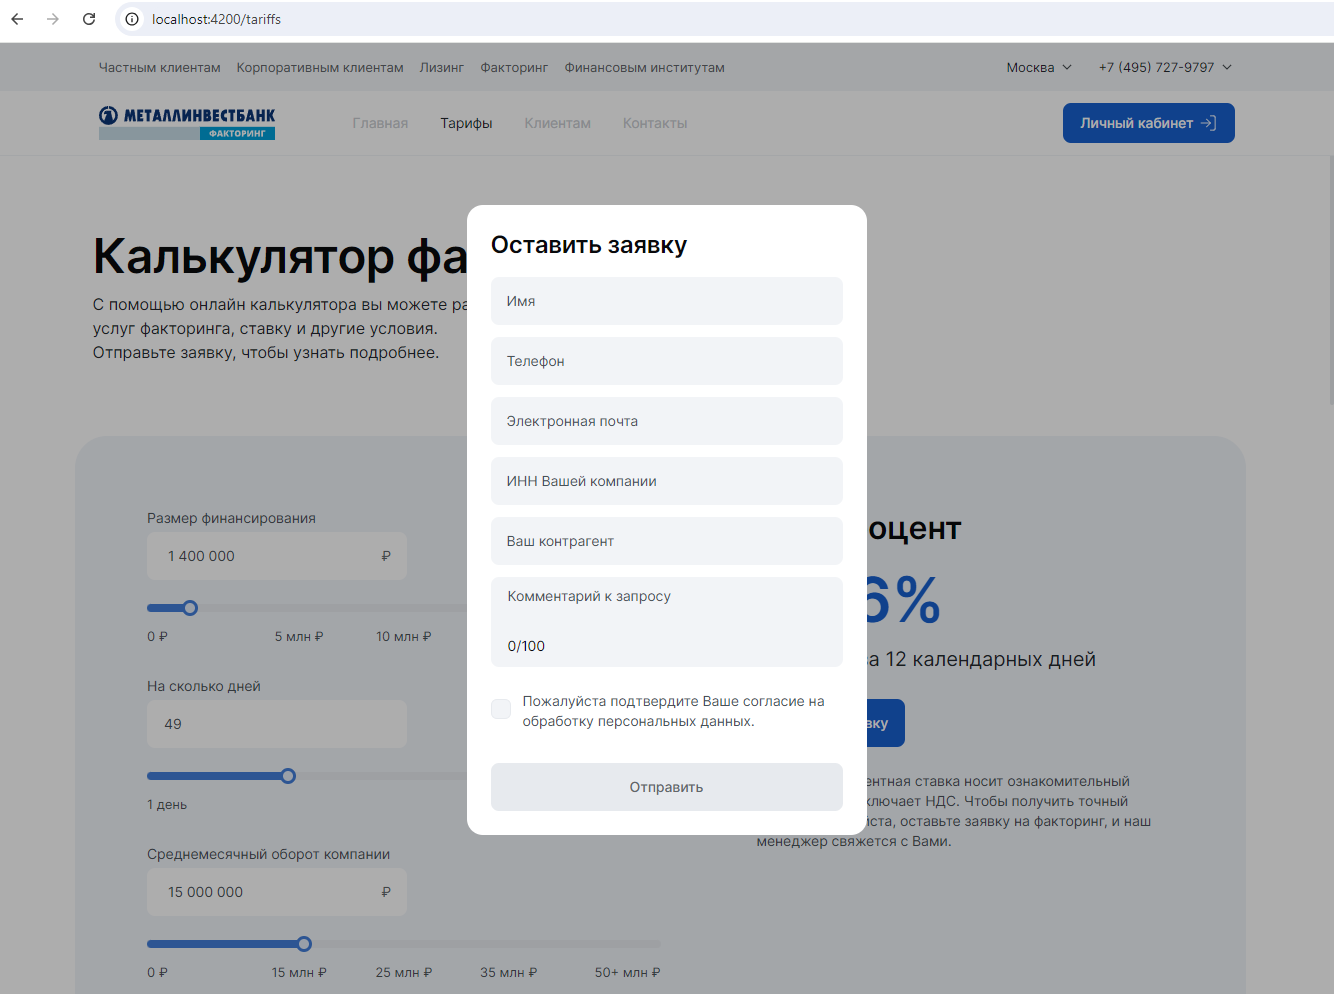 localhost:4200/tariffs
Частным клиентам Корпоративным клиентам Лизинг Факторинг Финансовым институтам Москва +7 (495) 727-9797
МЕТАЛЛИНВЕСТБАНК
ФАКТОРИНГ
Главная Тарифы Клиентам Контакты Личный кабинет
Калькулятор фа
С помощью онлайн калькулятора вы можете ра
услуг факторинга, ставку и другие условия.
Отправьте заявку, чтобы узнать подробнее.
Оставить заявку
Имя
Телефон
Электронная почта
ИНН Вашей компании
Ваш контрагент
Комментарий к запросу
0/100
Пожалуйста подтвердите Ваше согласие на
обработку персональных данных.
Отправить
Размер финансирования
1 400 000 ₽
0 ₽ 5 млн ₽ 10 млн ₽
На сколько дней
49
1 день
Среднемесячный оборот компании
15 000 000 ₽
0 ₽ 15 млн ₽ 25 млн ₽ 35 млн ₽ 50+ млн ₽
оцент
6%
а 12 календарных дней
вку
ентная ставка носит ознакомительный
ключает НДС. Чтобы получить точный
иста, оставьте заявку на факторинг, и наш
менеджер свяжется с Вами.